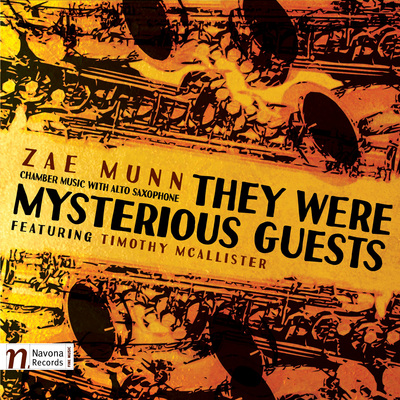 ZAE MUNN
CHAMBER MUSIC WITH ALTO SAXOPHONE
THEY WERE
MYSTERIOUS GUESTS
FEATURING TIMOTHY MCALLISTER
n
Navona
Records